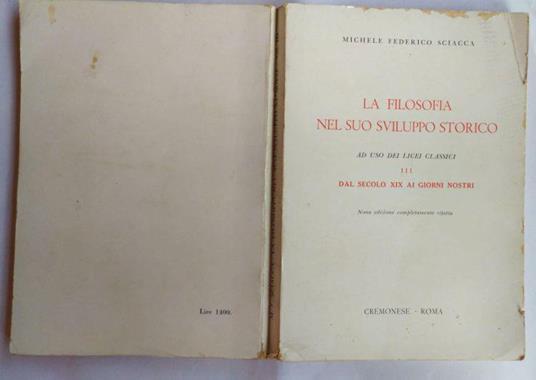 MICHELE FEDERICO SCIACCA
LA FILOSOFIA
NEL SUO SVILUPPO STORICO
AD USO DEI LICEI CLASSICI
III
DAL SECOLO XIX AI GIORNI NOSTRI
Nona edizione completamente rifatta
CREMONESE - ROMA
Lire 1300.